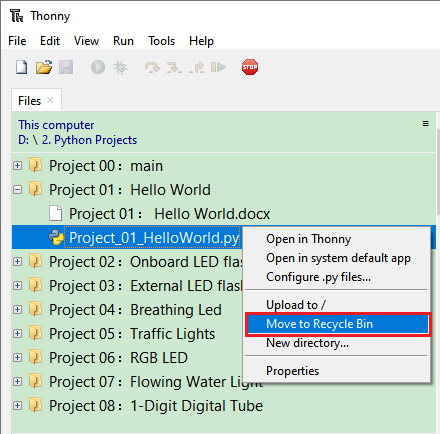 Thonny
File Edit View Run Tools Help
STOP
Files
This computer
D: \ 2. Python Projects
Project 00：main
Project 01：Hello World
Project 01： Hello World.docx
Project_01_HelloWorld.py
Project 02：Onboard LED flas
Project 03：External LED flas
Project 04：Breathing Led
Project 05：Traffic Lights
Project 06：RGB LED
Project 07：Flowing Water Light
Project 08：1-Digit Digital Tube
Open in Thonny
Open in system default app
Configure .py files...
Upload to /
Move to Recycle Bin
New directory...
Properties